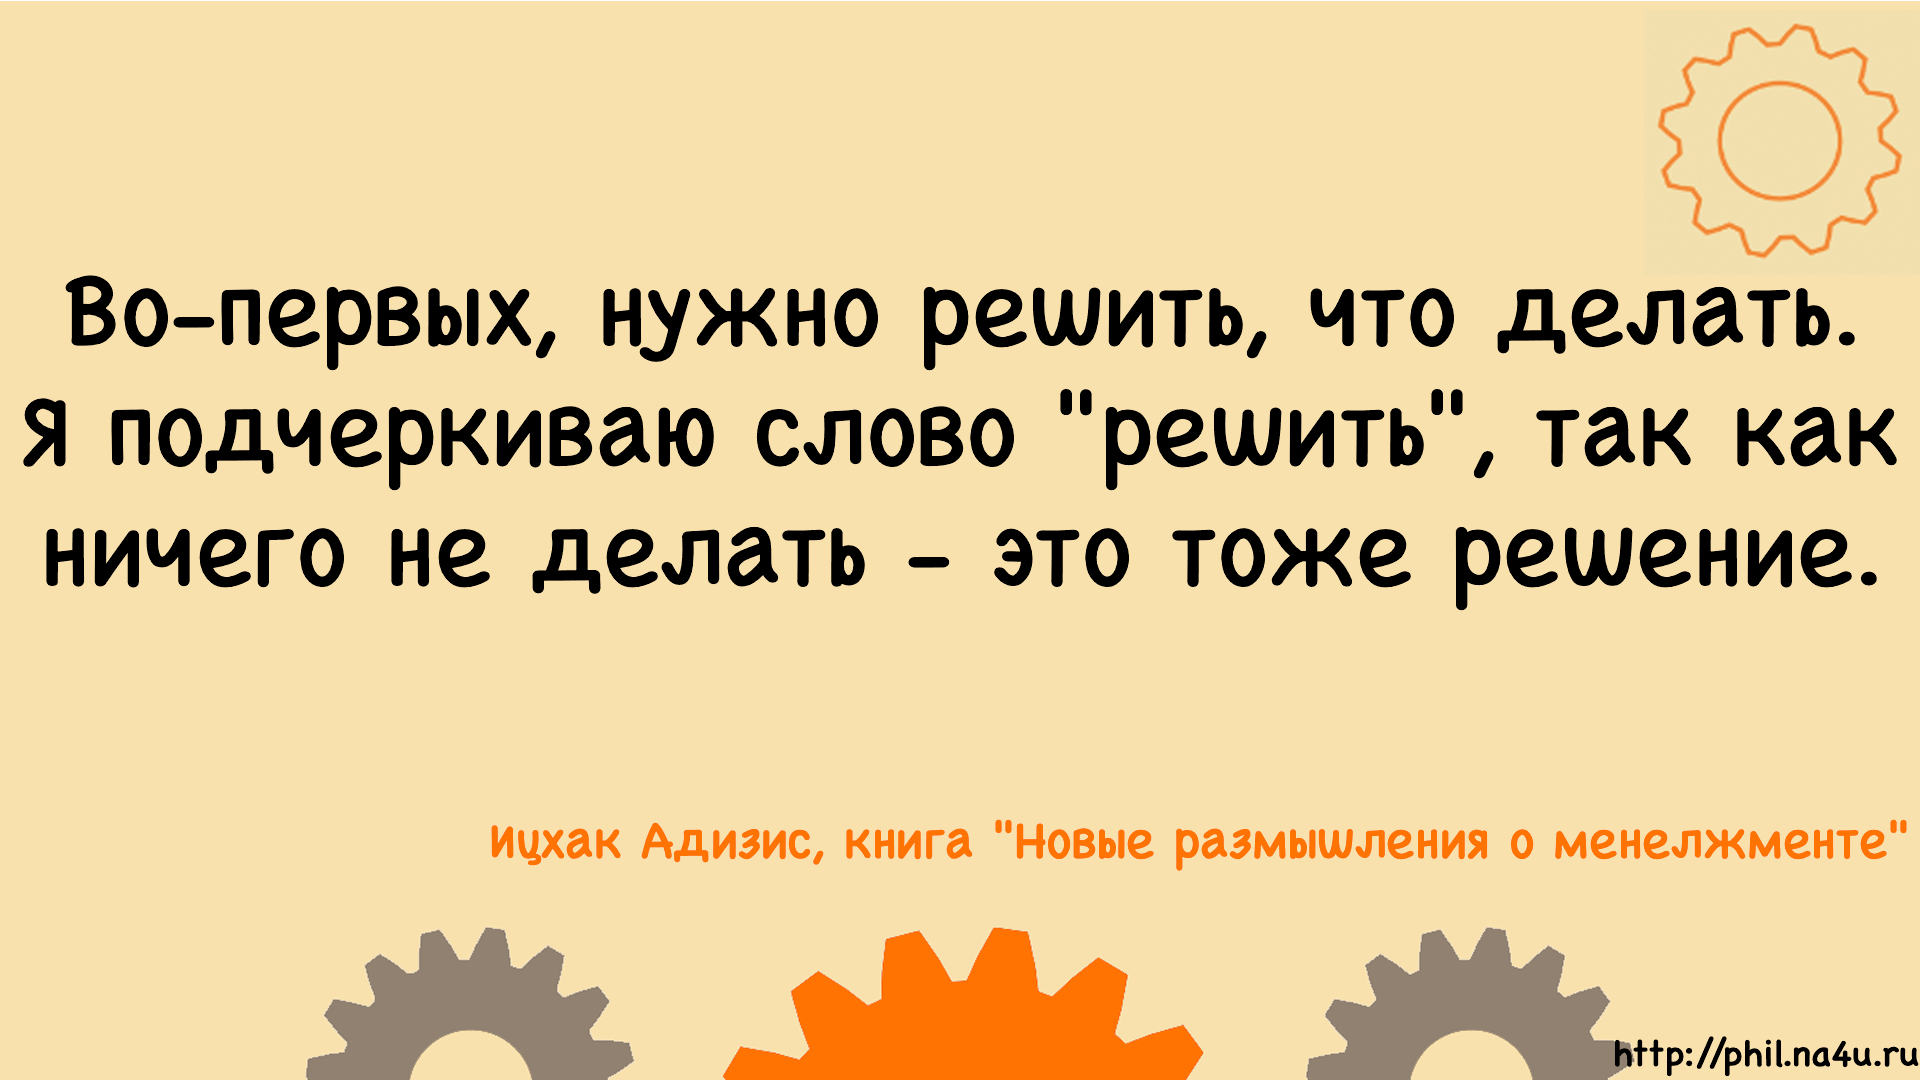 Во-первых, нужно решить, что делать.
Я подчеркиваю слово "решить", так как
ничего не делать - это тоже решение.
Ицхак Адизис, книга "Новые размышления о менелжменте"
http://phil.na4u.ru